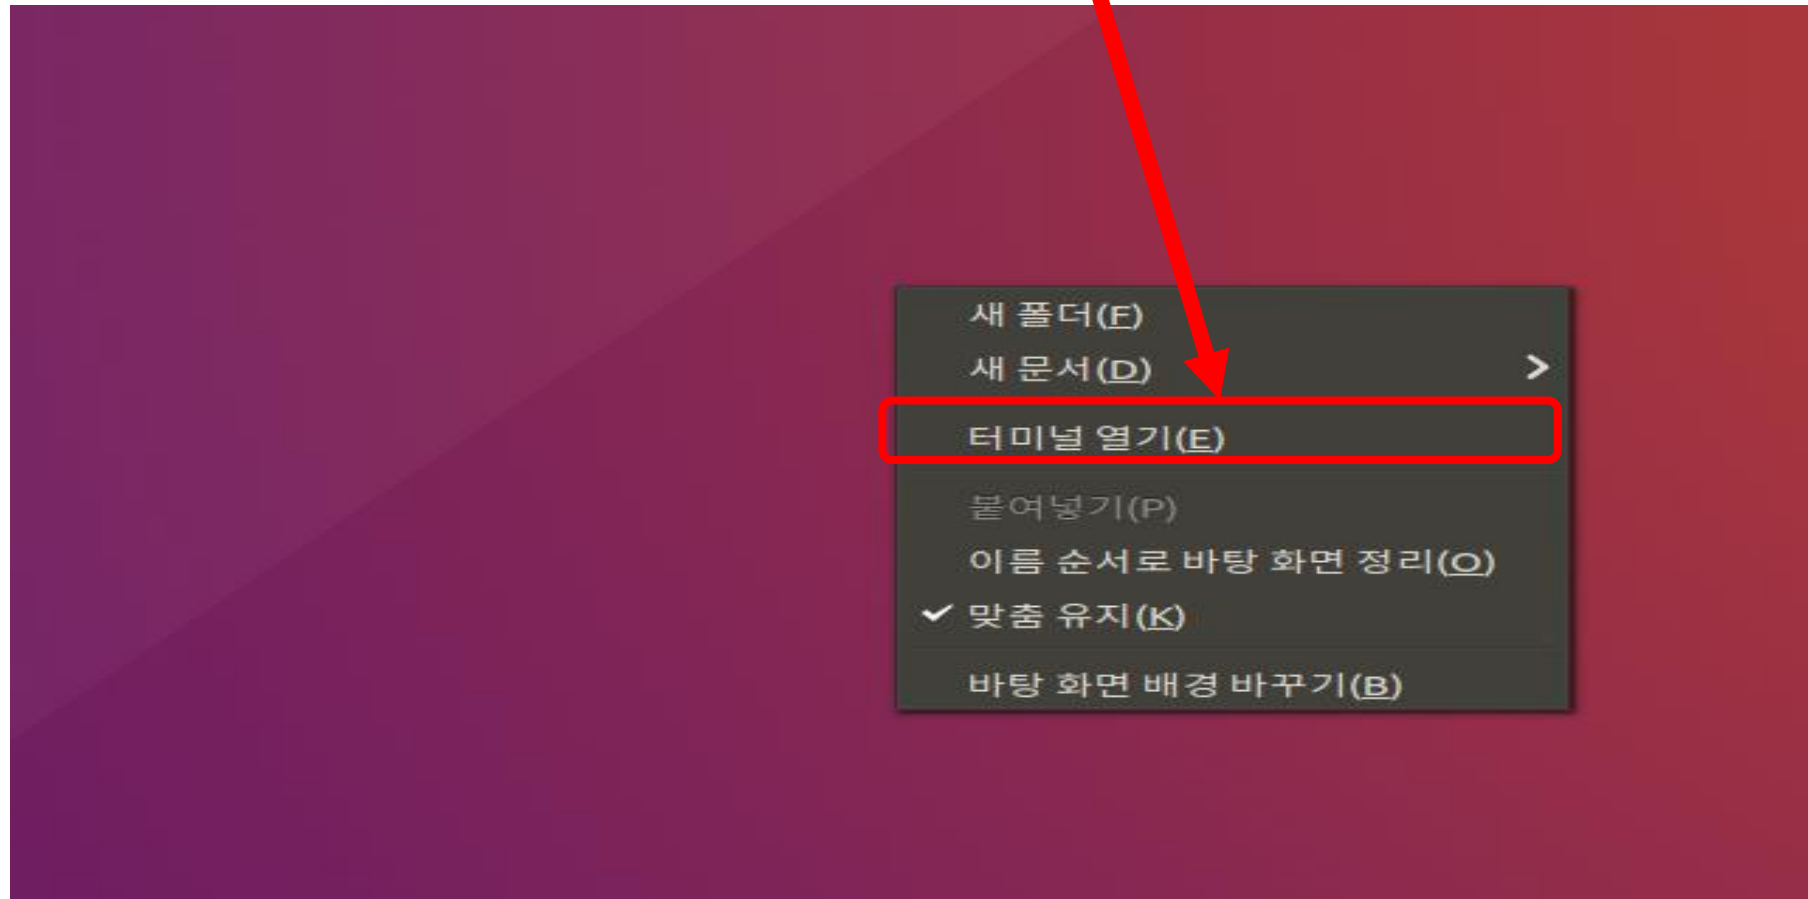 새 폴더(F)
새 문서(D)
터미널 열기(E)
붙여넣기(P)
이름 순서로 바탕 화면 정리(O)
맞춤 유지(K)
바탕 화면 배경 바꾸기(B)